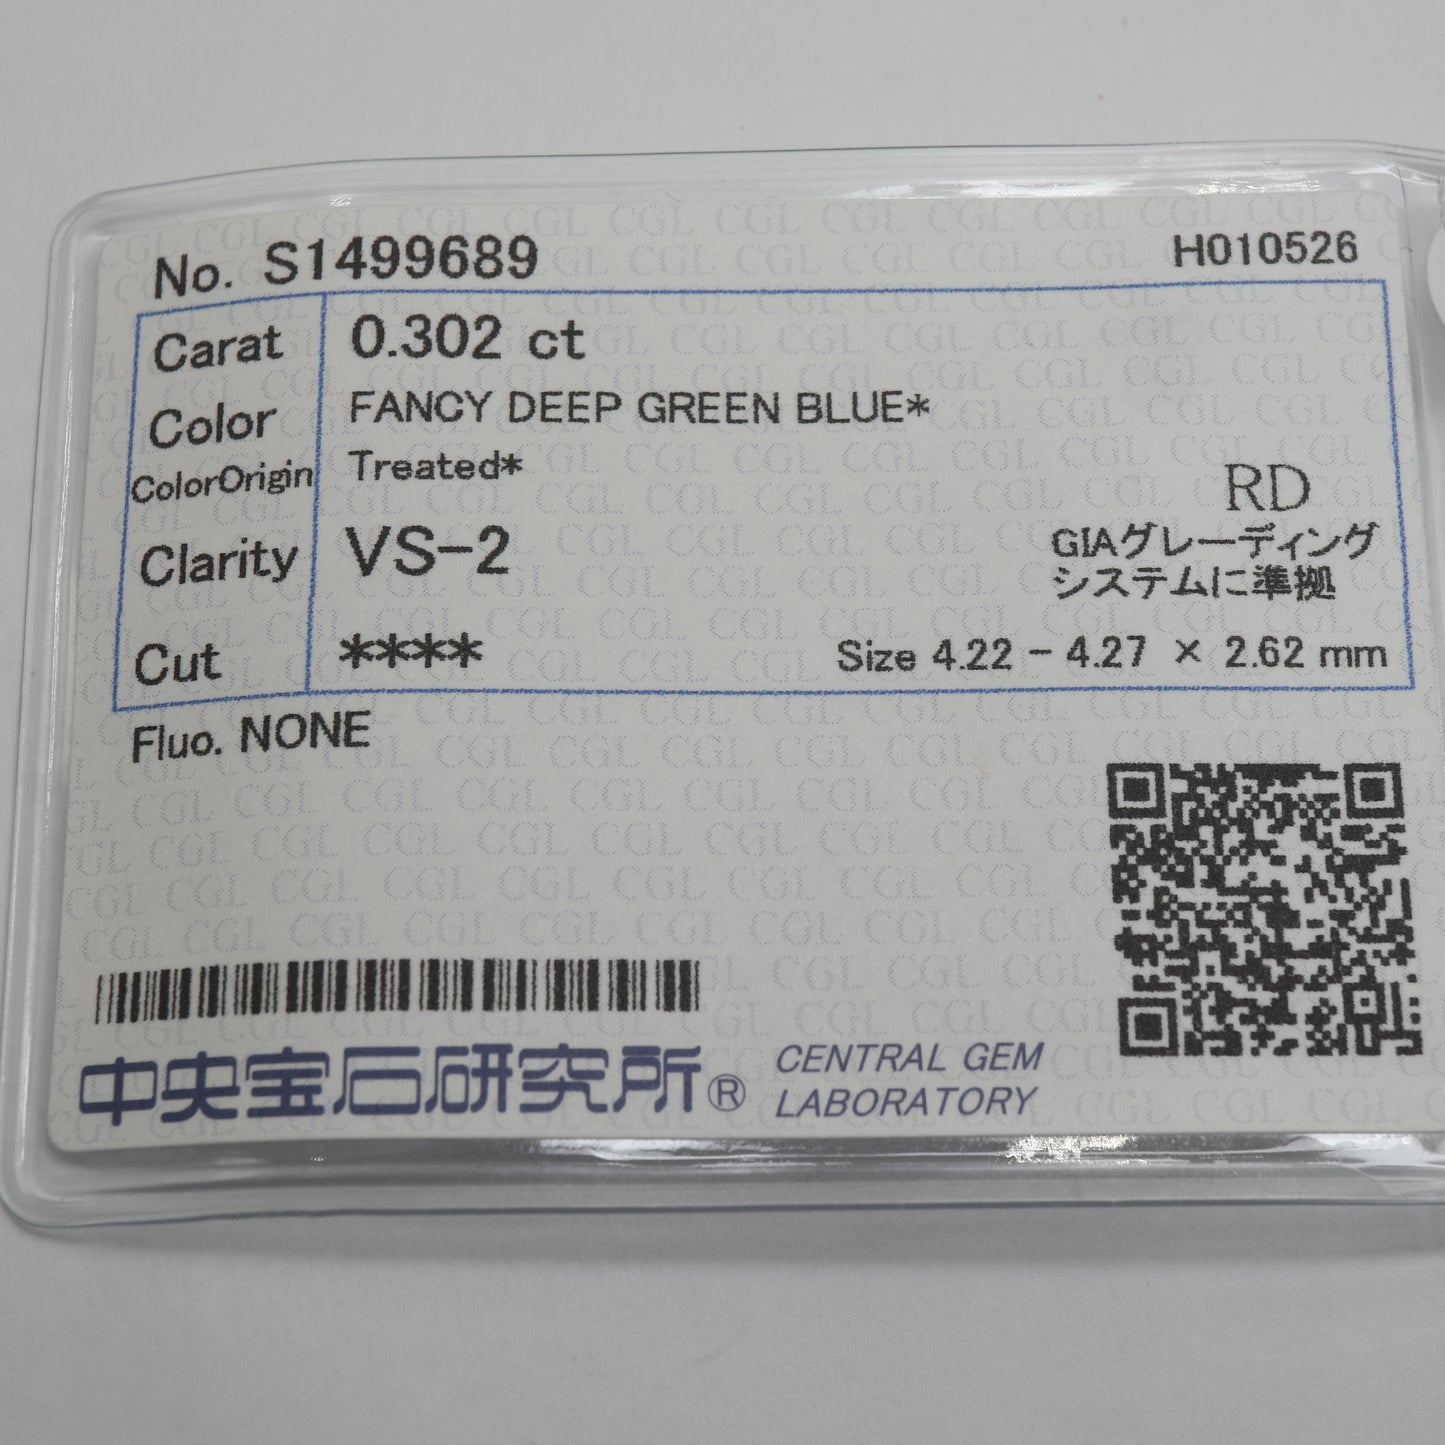 No. S1499689
H010526
Carat 0.302 ct
Color FANCY DEEP GREEN BLUE*
ColorOrigin Treated*
RD
GIAグレーディング
システムに準拠
Clarity VS-2
Cut ****
Size 4.22 - 4.27 × 2.62 mm
Fluo. NONE
中央宝石研究所®
CENTRAL GEM
LABORATORY